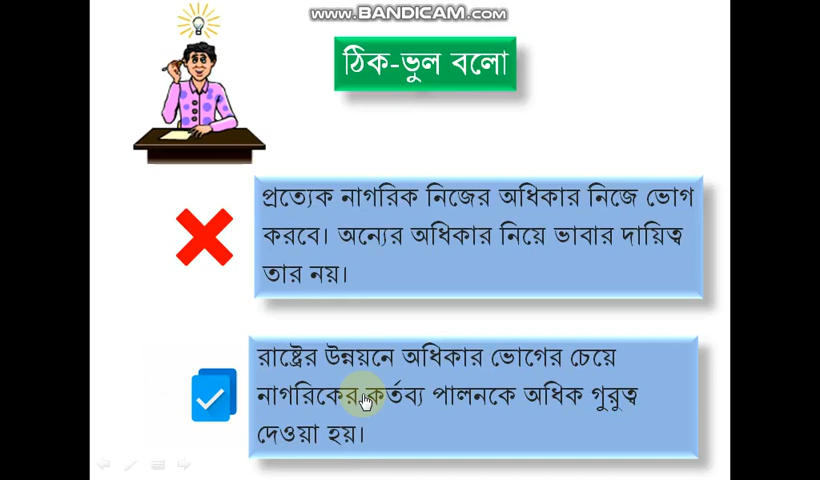 www.BANDICAM.com
ঠিক-ভুল বলো
প্রত্যেক নাগরিক নিজের অধিকার নিজে ভোগ
করবে। অন্যের অধিকার নিয়ে ভাবার দায়িত্ব
তার নয়।
রাষ্ট্রের উন্নয়নে অধিকার ভোগের চেয়ে
নাগরিকের কর্তব্য পালনকে অধিক গুরুত্ব
দেওয়া হয়।